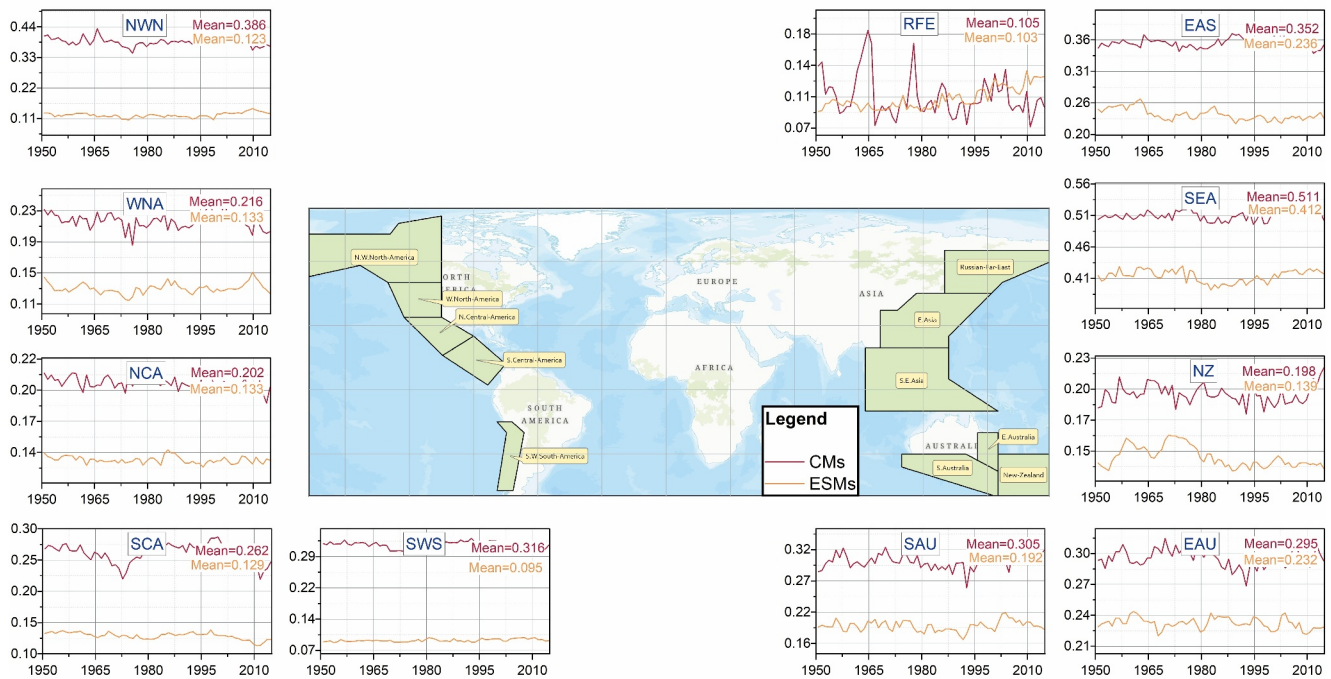 NWN
Mean=0.386
Mean=0.123
0.44
0.33
0.22
0.11
1950 1965 1980 1995 2010
RFE
Mean=0.105
Mean=0.103
0.18
0.14
0.11
0.07
1950 1965 1980 1995 2010
EAS
Mean=0.352
Mean=0.236
0.36
0.31
0.26
0.20
1950 1965 1980 1995 2010
WNA
Mean=0.216
Mean=0.133
0.23
0.19
0.15
0.11
1950 1965 1980 1995 2010
N.W.North-America
W.North-America
N.Central-America
S.Central-America
S.W.South-America
Russian-Far-East
E.Asia
S.E.Asia
E.Australia
S.Australia
New-Zealand
ORTH
EUROPE
ASIA
AFRICA
SOUTH
AMERICA
AUSTRALI
Legend
CMs
ESMs
SEA
Mean=0.511
Mean=0.412
0.56
0.51
0.46
0.41
1950 1965 1980 1995 2010
NCA
Mean=0.202
Mean=0.133
0.22
0.20
0.17
0.14
1950 1965 1980 1995 2010
NZ
Mean=0.198
Mean=0.139
0.23
0.20
0.17
0.15
1950 1965 1980 1995 2010
SCA
Mean=0.262
Mean=0.129
0.30
0.25
0.20
0.15
0.10
1950 1965 1980 1995 2010
SWS
Mean=0.316
Mean=0.095
0.29
0.22
0.14
0.07
1950 1965 1980 1995 2010
SAU
Mean=0.305
Mean=0.192
0.32
0.27
0.22
0.16
1950 1965 1980 1995 2010
EAU
Mean=0.295
Mean=0.232
0.30
0.27
0.23
0.21
1950 1965 1980 1995 2010